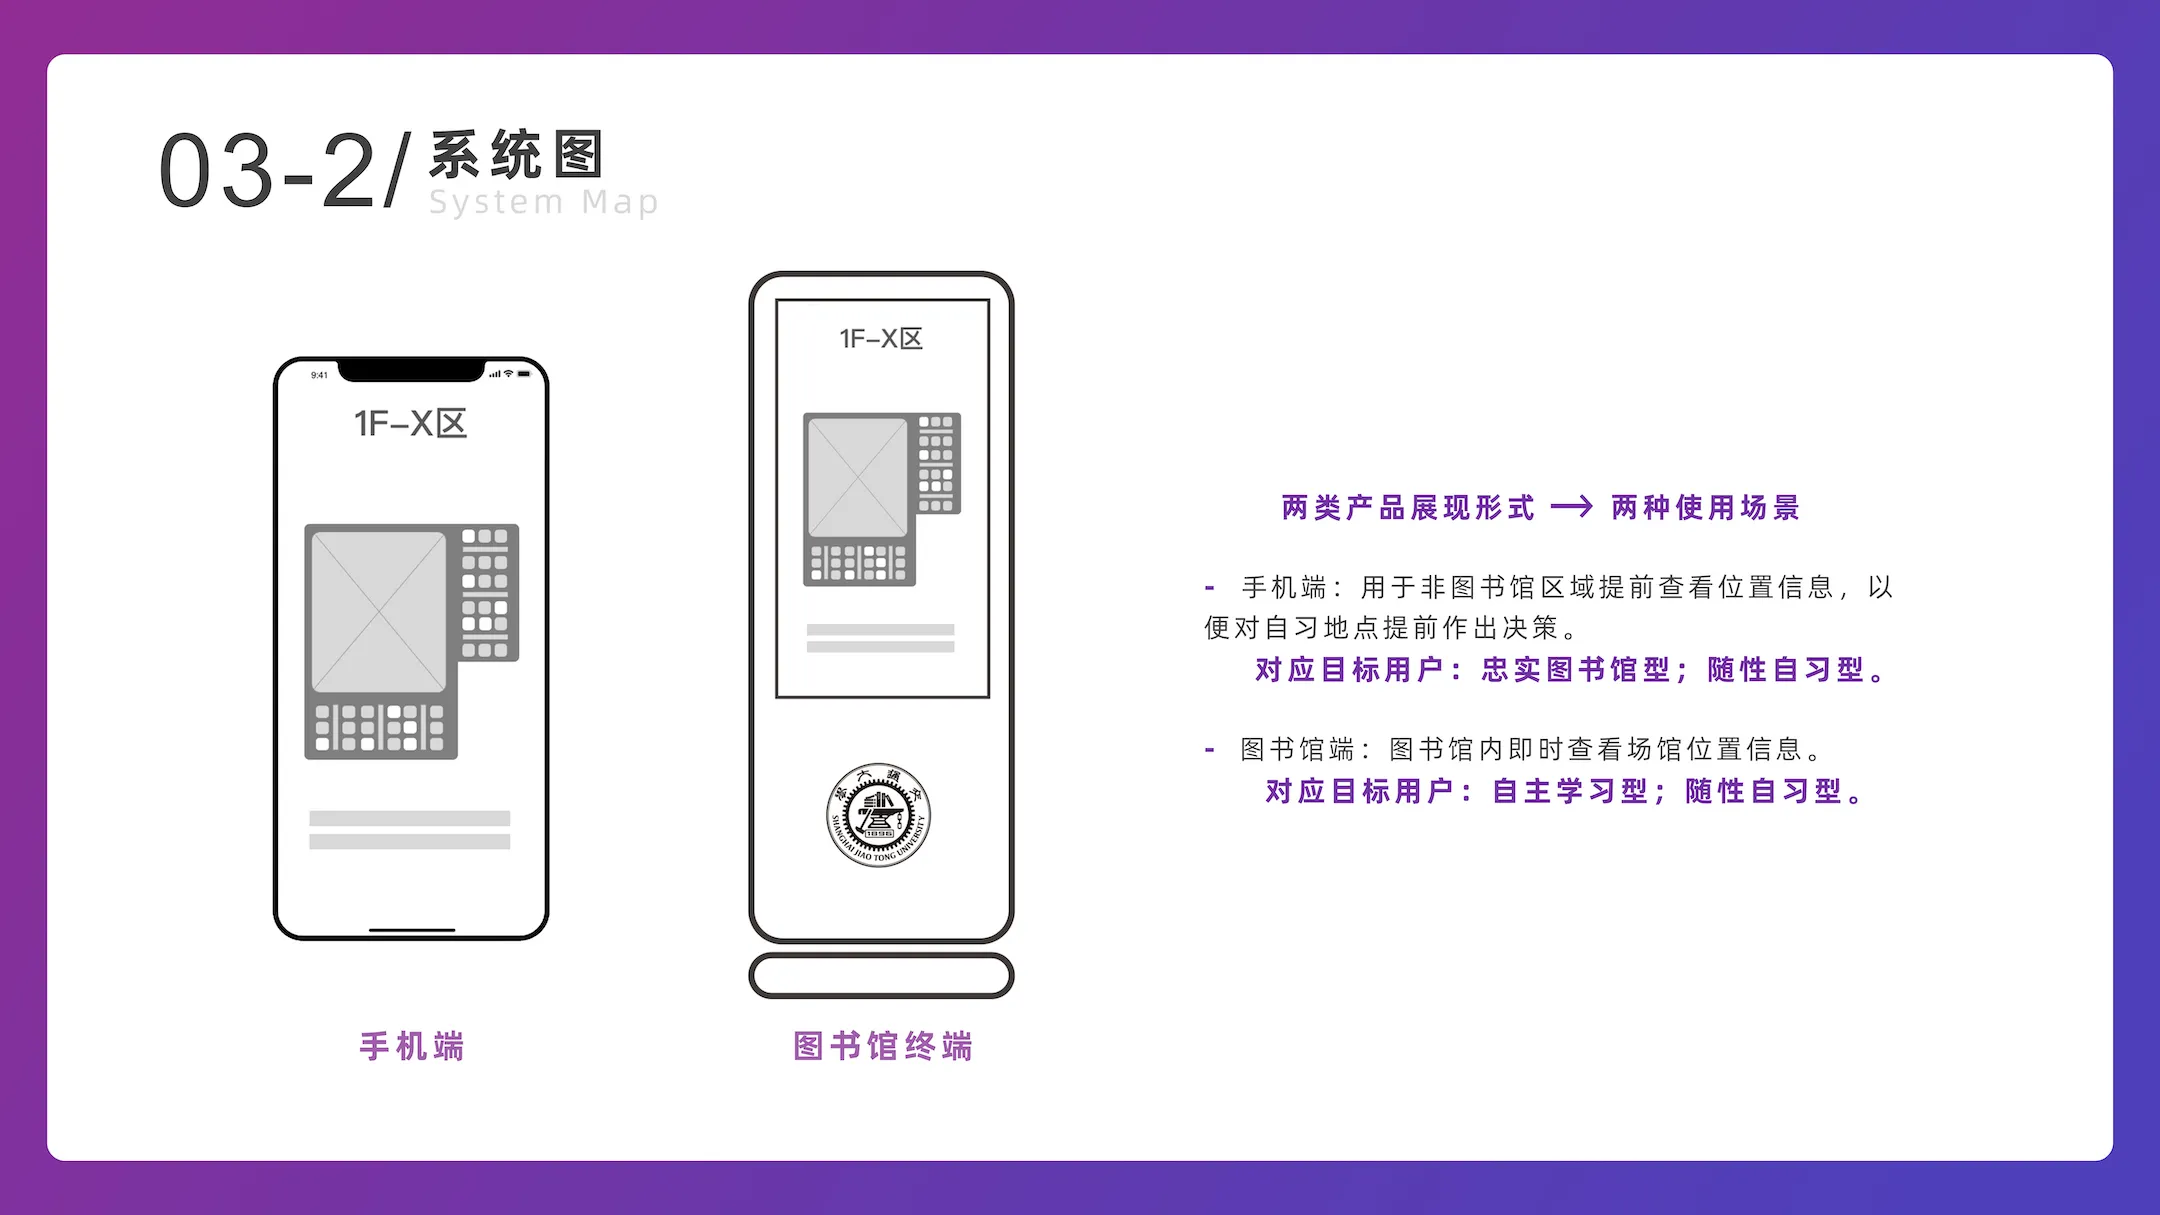 03-2/ 系统图
System Map
9:41
1F-X区
1F-X区
1896
SHANGHAI JIAO TONG UNIVERSITY
手机端
图书馆终端
两类产品展现形式 → 两种使用场景
- 手机端：用于非图书馆区域提前查看位置信息，以
便对自习地点提前作出决策。
对应目标用户：忠实图书馆型；随性自习型。
- 图书馆端：图书馆内即时查看场馆位置信息。
对应目标用户：自主学习型；随性自习型。